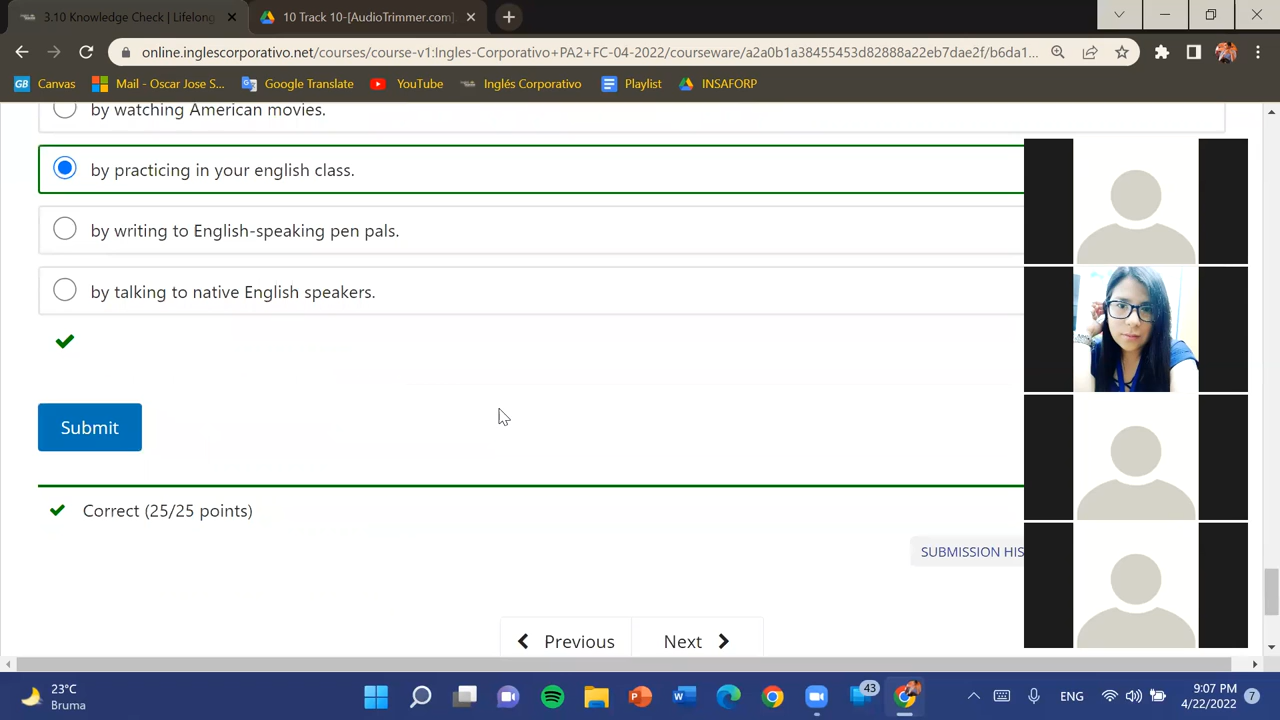 3.10 Knowledge Check | Lifelong
10 Track 10-[AudioTrimmer.com]
online.inglescorporativo.net/courses/course-v1:Ingles-Corporativo+PA2+FC-04-2022/courseware/a2a0b1a38455453d82888a22eb7dae2f/b6da1...
GB Canvas
Mail - Oscar Jose S...
Google Translate
YouTube
Inglés Corporativo
Playlist
INSAFORP
by watching American movies.
by practicing in your english class.
by writing to English-speaking pen pals.
by talking to native English speakers.
Submit
Correct (25/25 points)
SUBMISSION HIS
Previous
Next
23°C
Bruma
43
ENG
9:07 PM
4/22/2022
7